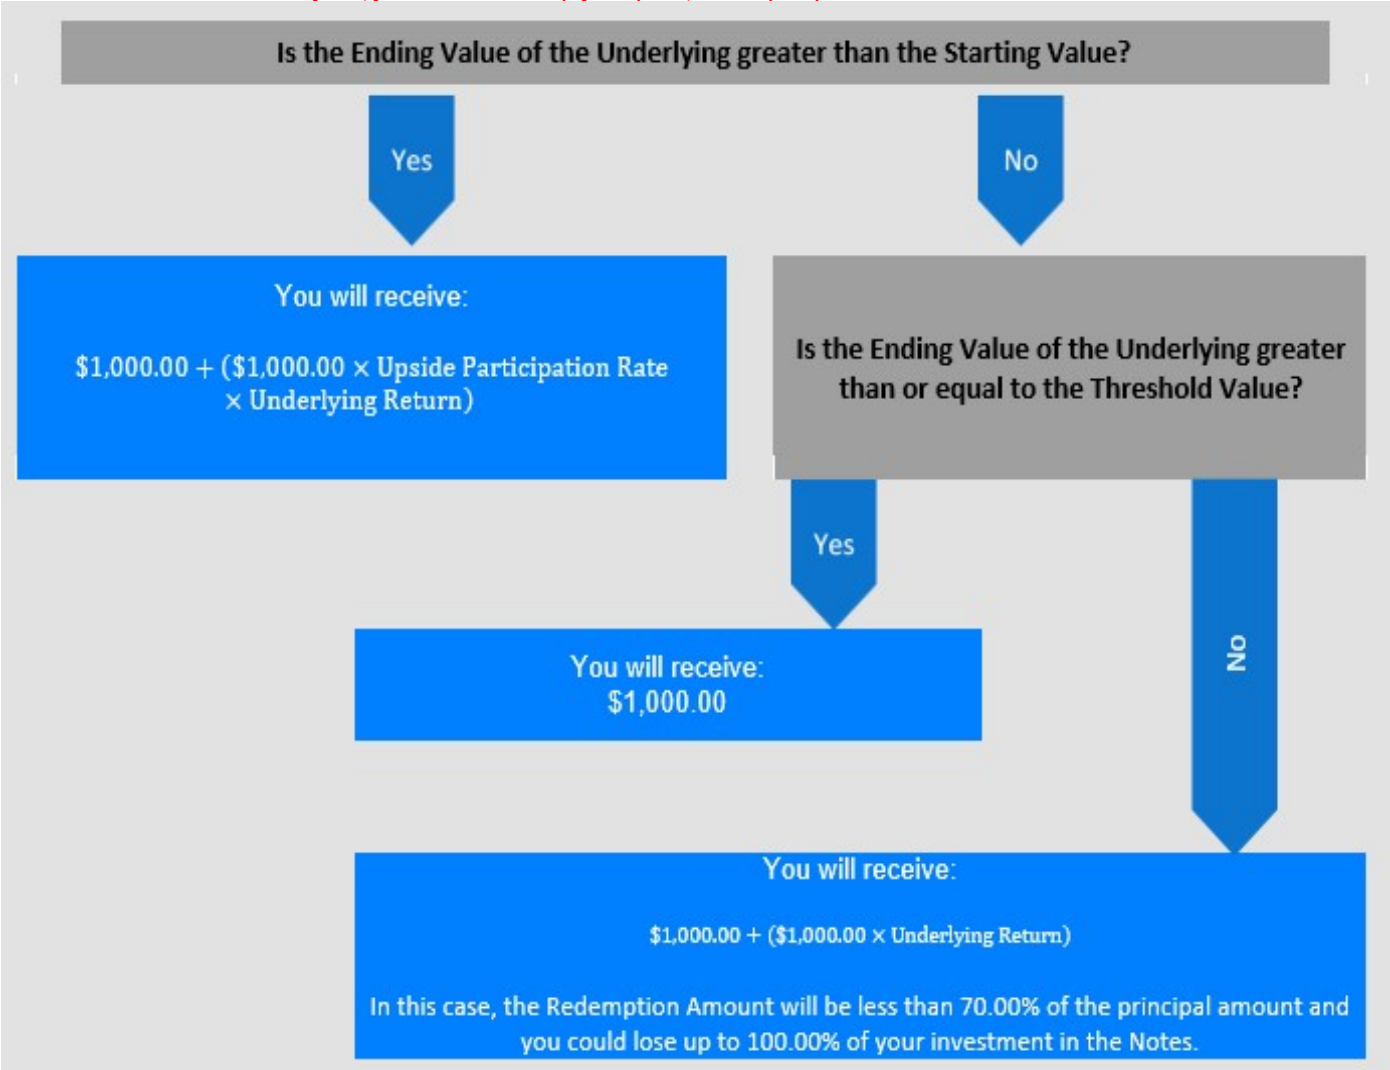 Is the Ending Value of the Underlying greater than the Starting Value?
Yes
No
You will receive:
$1,000.00 + ($1,000.00 × Upside Participation Rate
× Underlying Return)
Is the Ending Value of the Underlying greater
than or equal to the Threshold Value?
Yes
No
You will receive:
$1,000.00
You will receive:
$1,000.00 + ($1,000.00 × Underlying Return)
In this case, the Redemption Amount will be less than 70.00% of the principal amount and
you could lose up to 100.00% of your investment in the Notes.